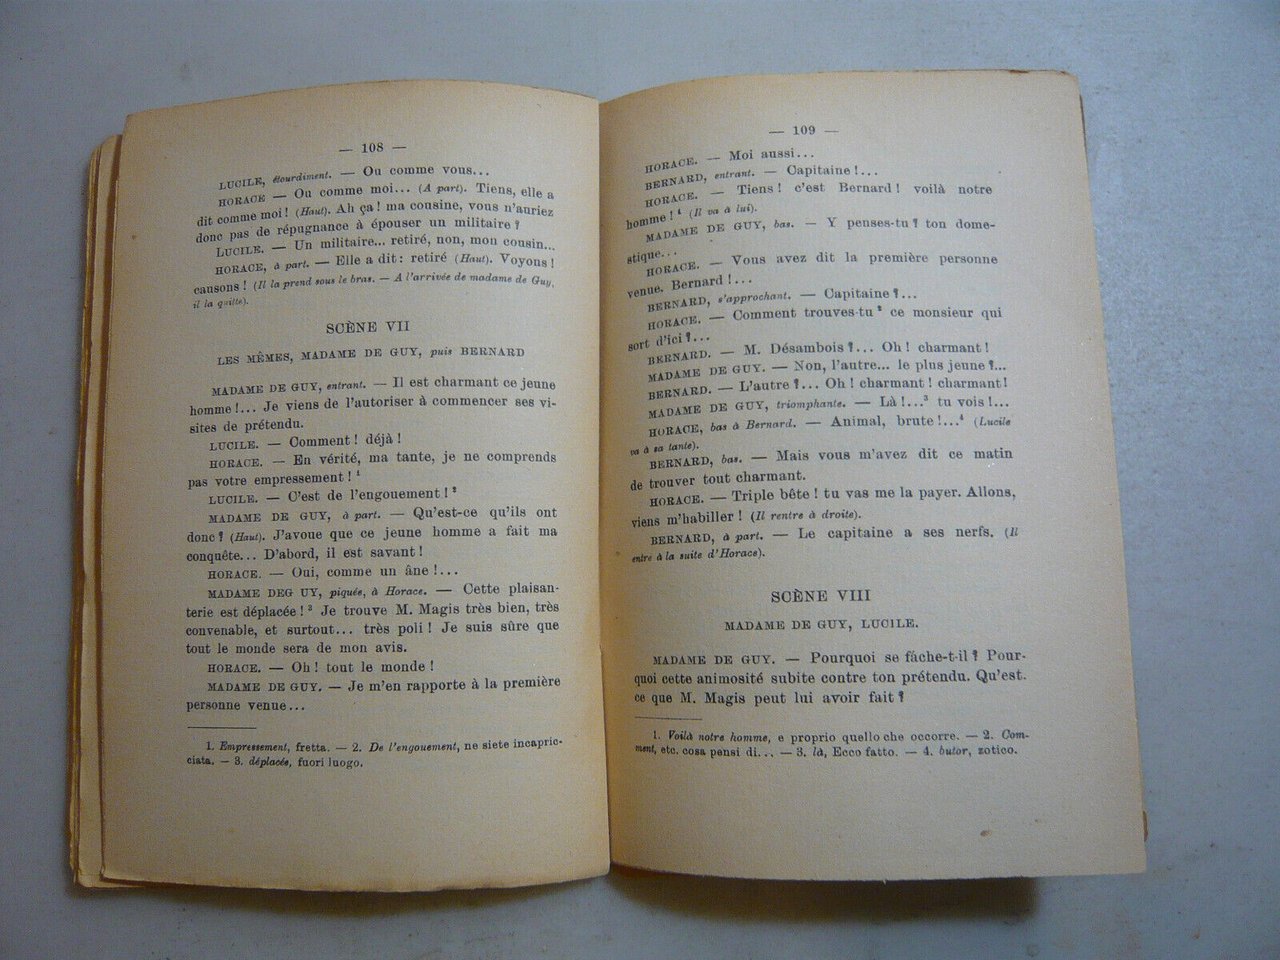 — 108 —
LUCILE, étourdiment. — Ou comme vous...
HORACE — Ou comme moi... (A part). Tiens, elle a
dit comme moi! (Haut). Ah ça! ma cousine, vous n'auriez
donc pas de répugnance à épouser un militaire?
LUCILE. — Un militaire... retiré, non, mon cousin...
HORACE, à part. — Elle a dit: retiré (Haut). Voyons!
causons! (Il la prend sous le bras. — A l'arrivée de madame de Guy,
il la quitte).
SCÈNE VII
LES MÊMES, MADAME DE GUY, puis BERNARD
MADAME DE GUY, entrant. — Il est charmant ce jeune
homme!... Je viens de l'autoriser à commencer ses vi-
sites de prétendu.
LUCILE. — Comment! déjà!
HORACE. — En vérité, ma tante, je ne comprends
pas votre empressement! 1
LUCILE. — C'est de l'engouement! 2
MADAME DE GUY, à part. — Qu'est-ce qu'ils ont
donc? (Haut). J'avoue que ce jeune homme a fait ma
conquête... D'abord, il est savant!
HORACE. — Oui, comme un âne!...
MADAME DEG UY, piquée, à Horace. — Cette plaisan-
terie est déplacée! 3 Je trouve M. Magis très bien, très
convenable, et surtout... très poli! Je suis sûre que
tout le monde sera de mon avis.
HORACE. — Oh! tout le monde!
MADAME DE GUY. — Je m'en rapporte à la première
personne venue...
1. Empressement, fretta. — 2. De l'engouement, ne siete incapric-
ciata. — 3. déplacée, fuori luogo.
— 109 —
HORACE. — Moi aussi...
BERNARD, entrant. — Capitaine!...
HORACE. — Tiens! c'est Bernard! voilà notre
homme! 1 (Il va à lui).
MADAME DE GUY, bas. — Y penses-tu? ton dome-
stique...
HORACE. — Vous avez dit la première personne
venue. Bernard!...
BERNARD, s'approchant. — Capitaine?...
HORACE. — Comment trouves-tu 2 ce monsieur qui
sort d'ici?...
BERNARD. — M. Désambois?... Oh! charmant!
MADAME DE GUY. — Non, l'autre... le plus jeune?...
BERNARD. — L'autre?... Oh! charmant! charmant!
MADAME DE GUY, triomphante. — Là!...3 tu vois!...
HORACE, bas à Bernard. — Animal, brute!...4 (Lucile
va à sa tante).
BERNARD, bas. — Mais vous m'avez dit ce matin
de trouver tout charmant.
HORACE. — Triple bête! tu vas me la payer. Allons,
viens m'habiller! (Il rentre à droite).
BERNARD, à part. — Le capitaine a ses nerfs. (Il
entre à la suite d'Horace).
SCÈNE VIII
MADAME DE GUY, LUCILE.
MADAME DE GUY. — Pourquoi se fâche-t-il? Pour-
quoi cette animosité subite contre ton prétendu. Qu'est-
ce que M. Magis peut lui avoir fait?
1. Voilà notre homme, e proprio quello che occorre. — 2. Com-
ment, etc. cosa pensi di... — 3. là, Ecco fatto. — 4. butor, zotico.